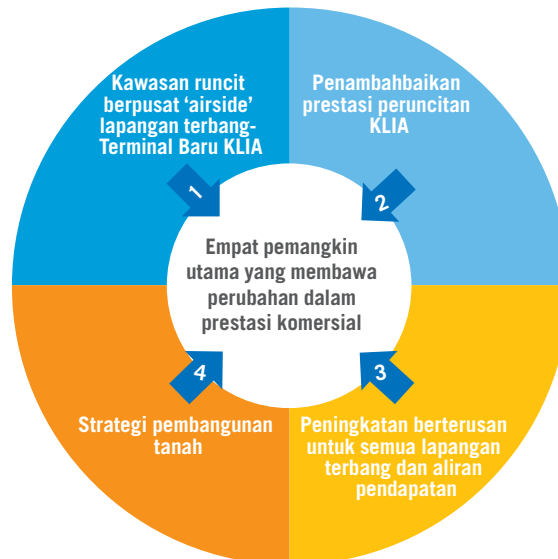 Kawasan runcit
berpusat ‘airside’
lapangan terbang-
Terminal Baru KLIA
1
Penambahbaikan
prestasi peruncitan
KLIA
2
Empat pemangkin
utama yang membawa
perubahan dalam
prestasi komersial
3
Peningkatan berterusan
untuk semua lapangan
terbang dan aliran
pendapatan
4
Strategi pembangunan
tanah